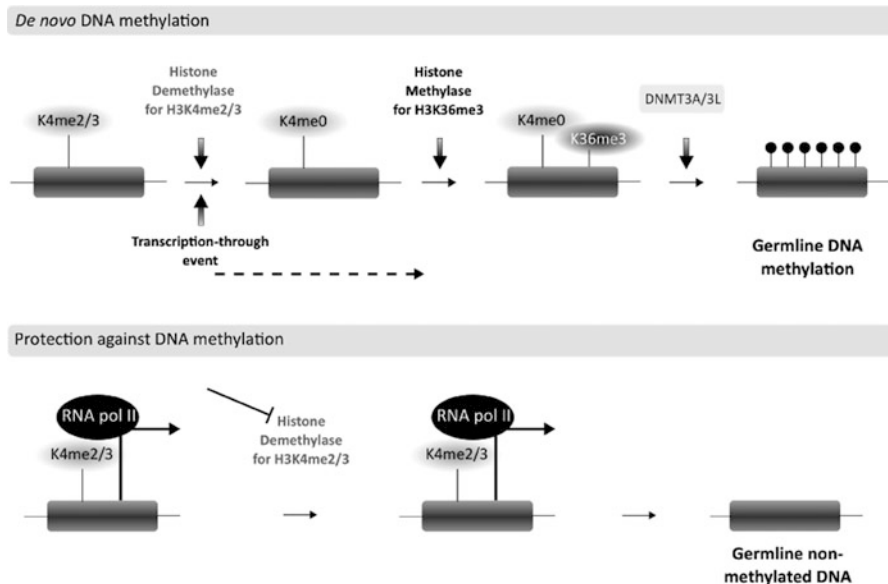 De novo DNA methylation
Histone
Demethylase
for H3K4me2/3
Histone
Methylase
for H3K36me3
DNMT3A/3L
K4me2/3
K4me0
K4me0
K36me3
Transcription-through
event
Germline DNA
methylation
Protection against DNA methylation
RNA pol II
K4me2/3
Histone
Demethylase
for H3K4me2/3
RNA pol II
K4me2/3
Germline non-
methylated DNA